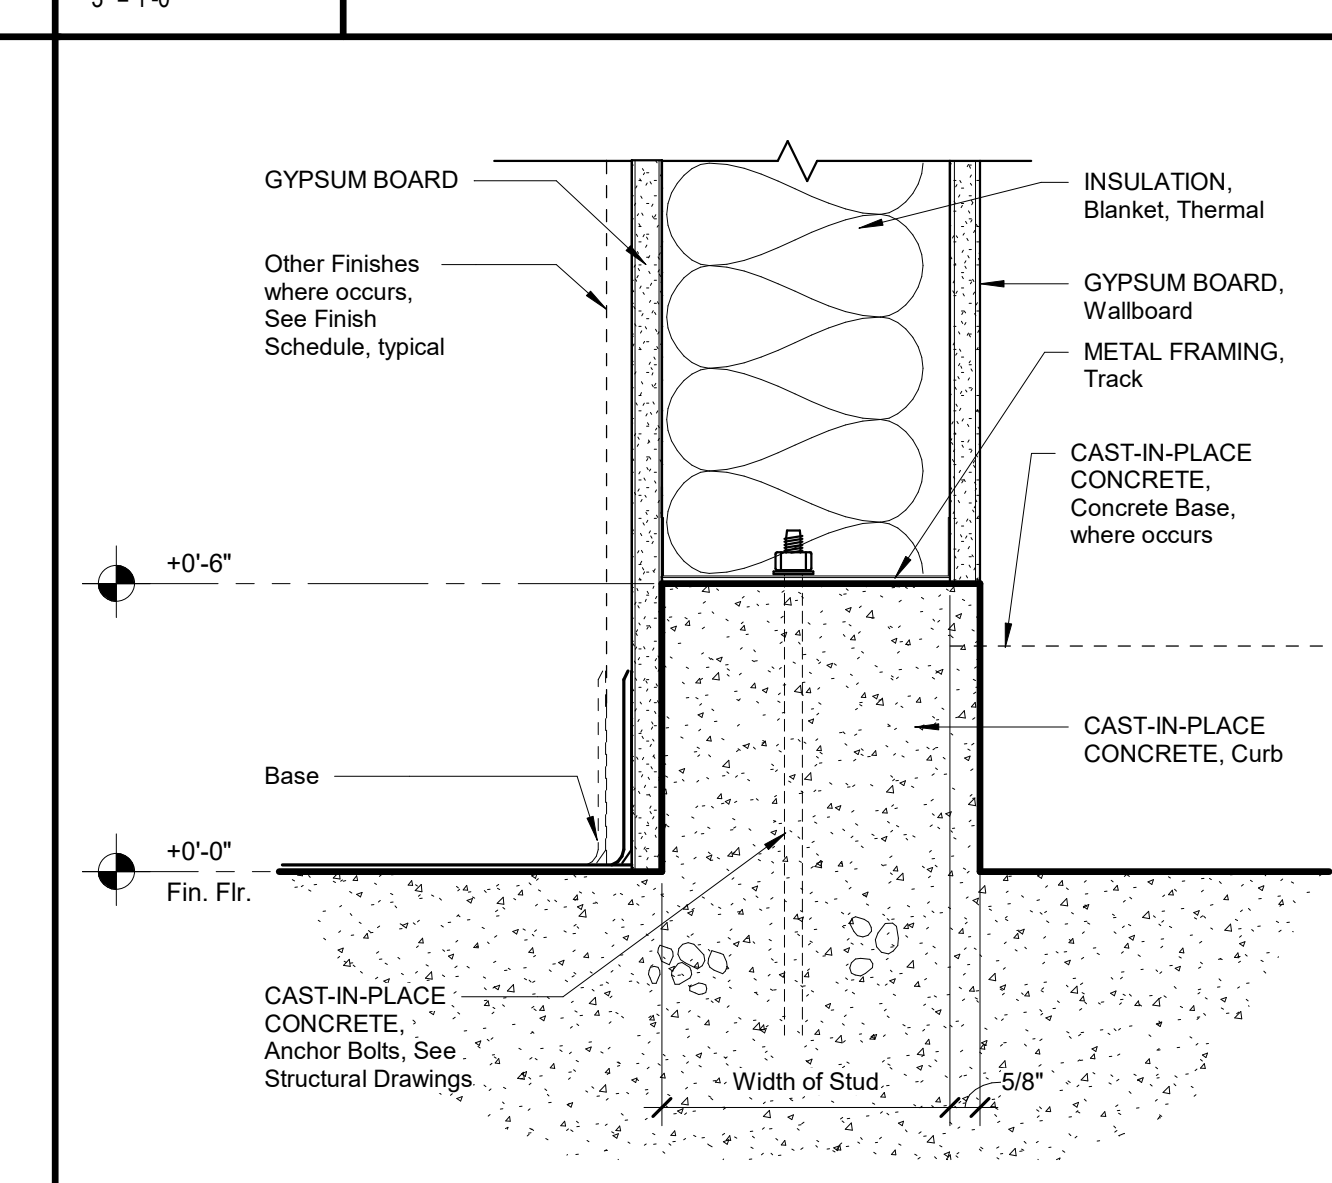 GYPSUM BOARD
Other Finishes
where occurs,
See Finish
Schedule, typical
INSULATION,
Blanket, Thermal
GYPSUM BOARD,
Wallboard
METAL FRAMING,
Track
CAST-IN-PLACE
CONCRETE,
Concrete Base,
where occurs
+0'-6"
CAST-IN-PLACE
CONCRETE, Curb
Base
+0'-0"
Fin. Flr.
CAST-IN-PLACE
CONCRETE,
Anchor Bolts, See
Structural Drawings
Width of Stud
5/8"